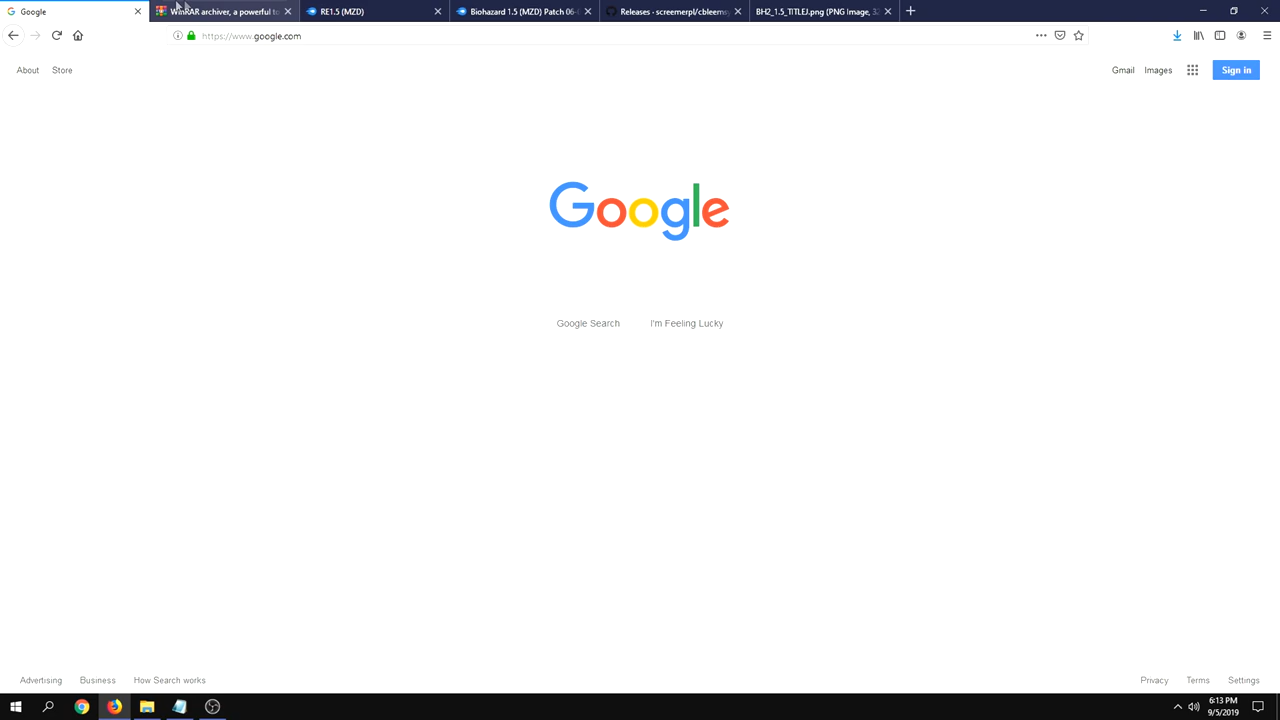 Google
WinRAR archiver, a powerful to
RE1.5 (MZD)
Biohazard 1.5 (MZD) Patch 06-
Releases · screemerpl/cbleems
BH2_1.5_TITLEJ.png (PNG Image, 32
https://www.google.com
About Store
Gmail Images Sign in
Google
Google Search I'm Feeling Lucky
Advertising Business How Search works
Privacy Terms Settings
6:13 PM
9/5/2019